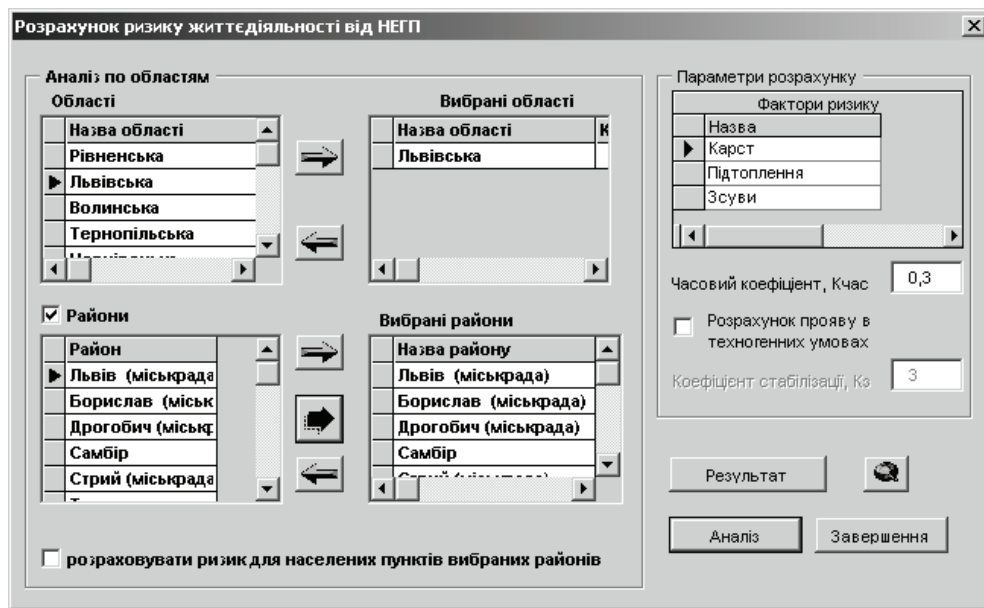 Розрахунок ризику життєдіяльності від НЕГП
Аналіз по областям
Області
Назва області
Рівненська
Львівська
Волинська
Тернопільська
Вибрані області
Назва області К
Львівська
Районы
Район
Львів (міськрада
Борислав (міськ
Дрогобич (міськр
Самбір
Стрий (міськрада
Вибрані райони
Назва району
Львів (міськрада)
Борислав (міськрада)
Дрогобич (міськрада)
Самбір
розраховувати ризик для населених пунктів вибраних районів
Параметри розрахунку
Фактори ризику
Назва
Карст
Підтоплення
Зсуви
Часовий коефіцієнт, Кчас 0,3
Розрахунок прояву в
техногенних умовах
Коефіцієнт стабілізації, Кз 3
Результат
Аналіз
Завершення